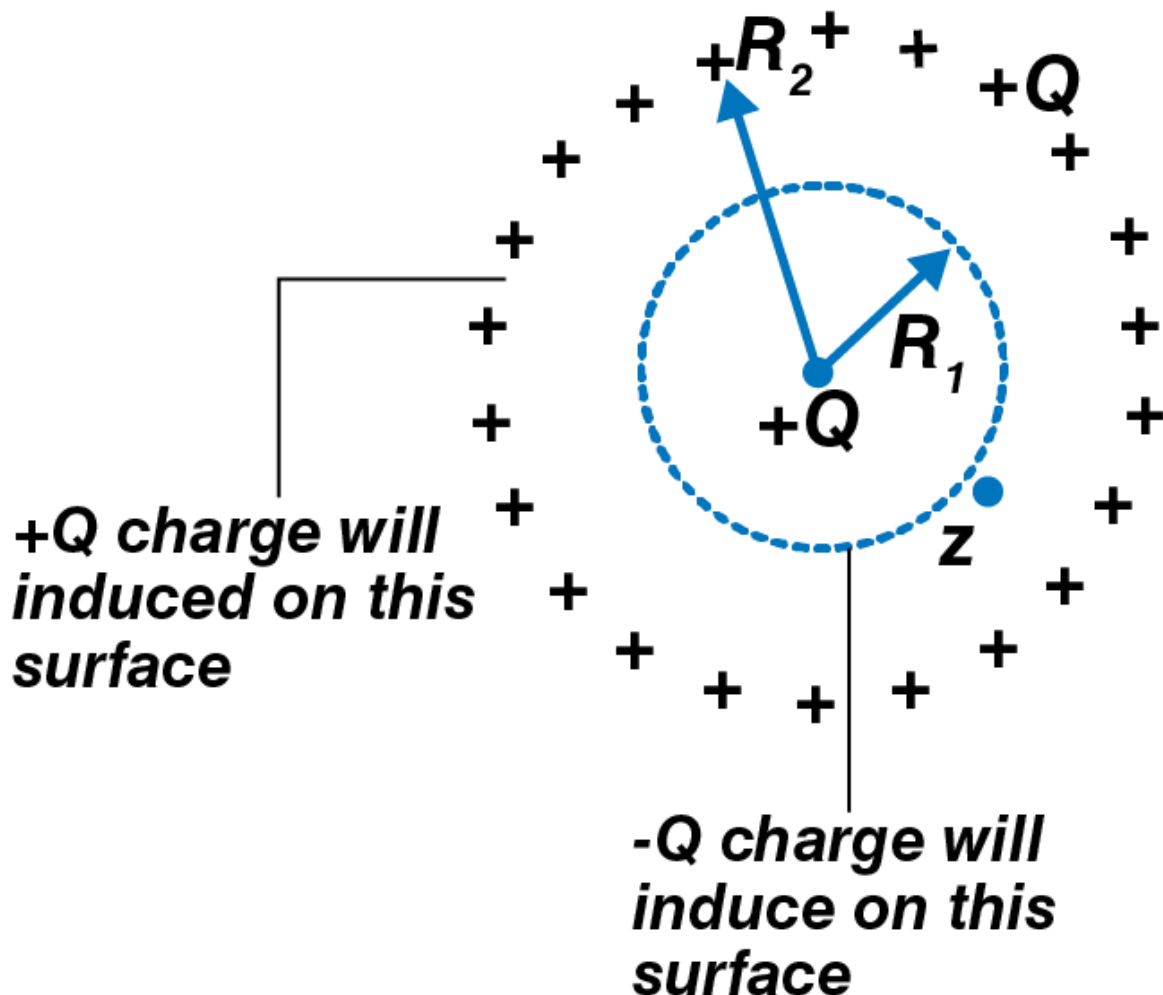 R2
+Q
R1
+Q
z
+Q charge will
induced on this
surface
-Q charge will
induce on this
surface